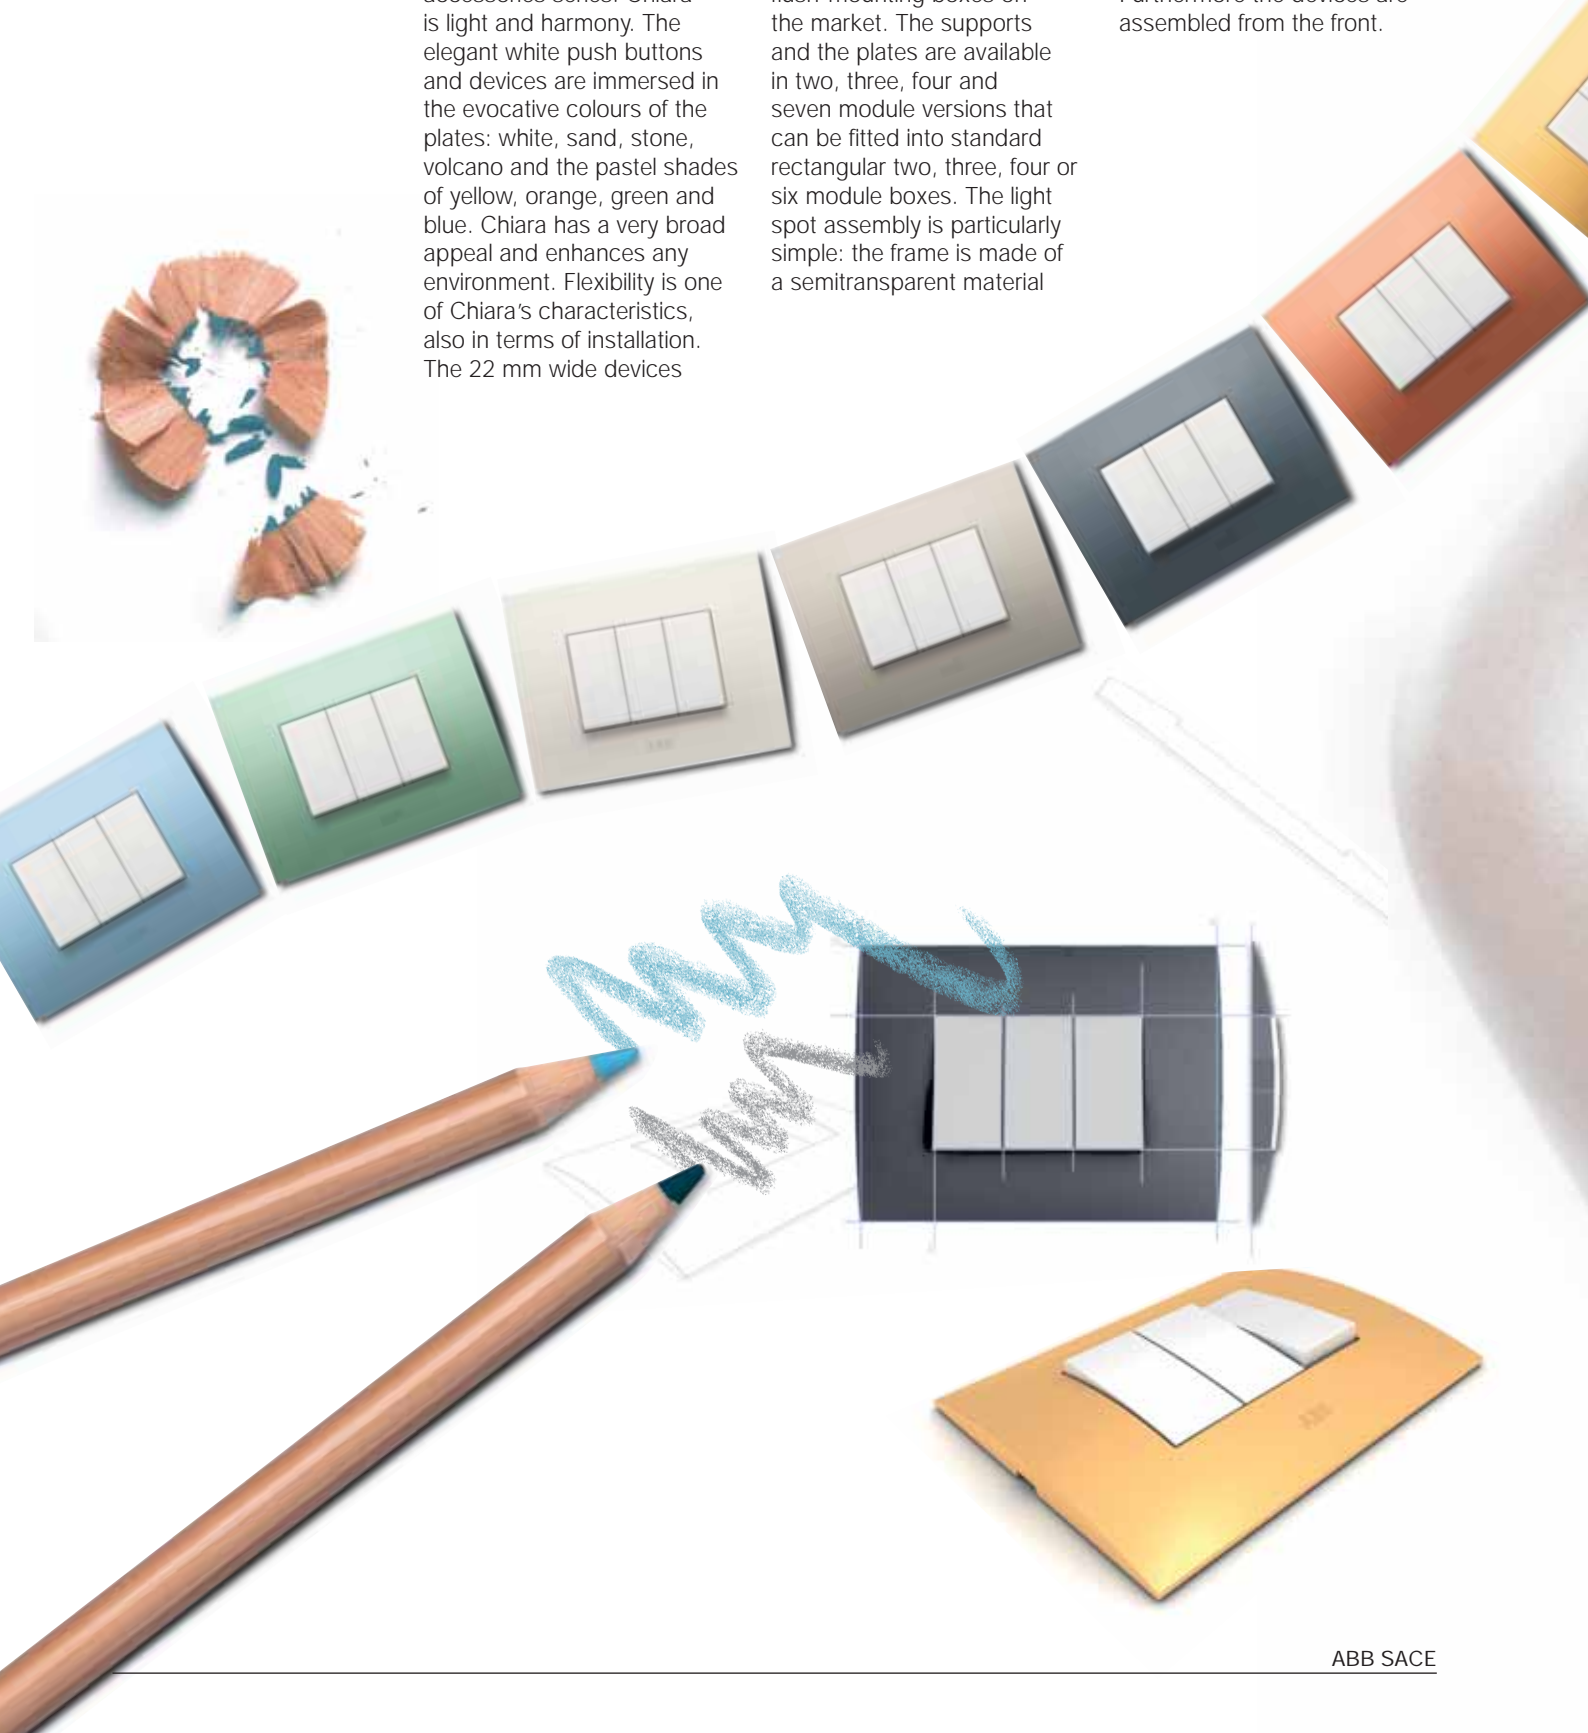 is light and harmony. The
elegant white push buttons
and devices are immersed in
the evocative colours of the
plates: white, sand, stone,
volcano and the pastel shades
of yellow, orange, green and
blue. Chiara has a very broad
appeal and enhances any
environment. Flexibility is one
of Chiara's characteristics,
also in terms of installation.
The 22 mm wide devices
the market. The supports
and the plates are available
in two, three, four and
seven module versions that
can be fitted into standard
rectangular two, three, four or
six module boxes. The light
spot assembly is particularly
simple: the frame is made of
a semitransparent material
assembled from the front.
ABB
ABB SACE